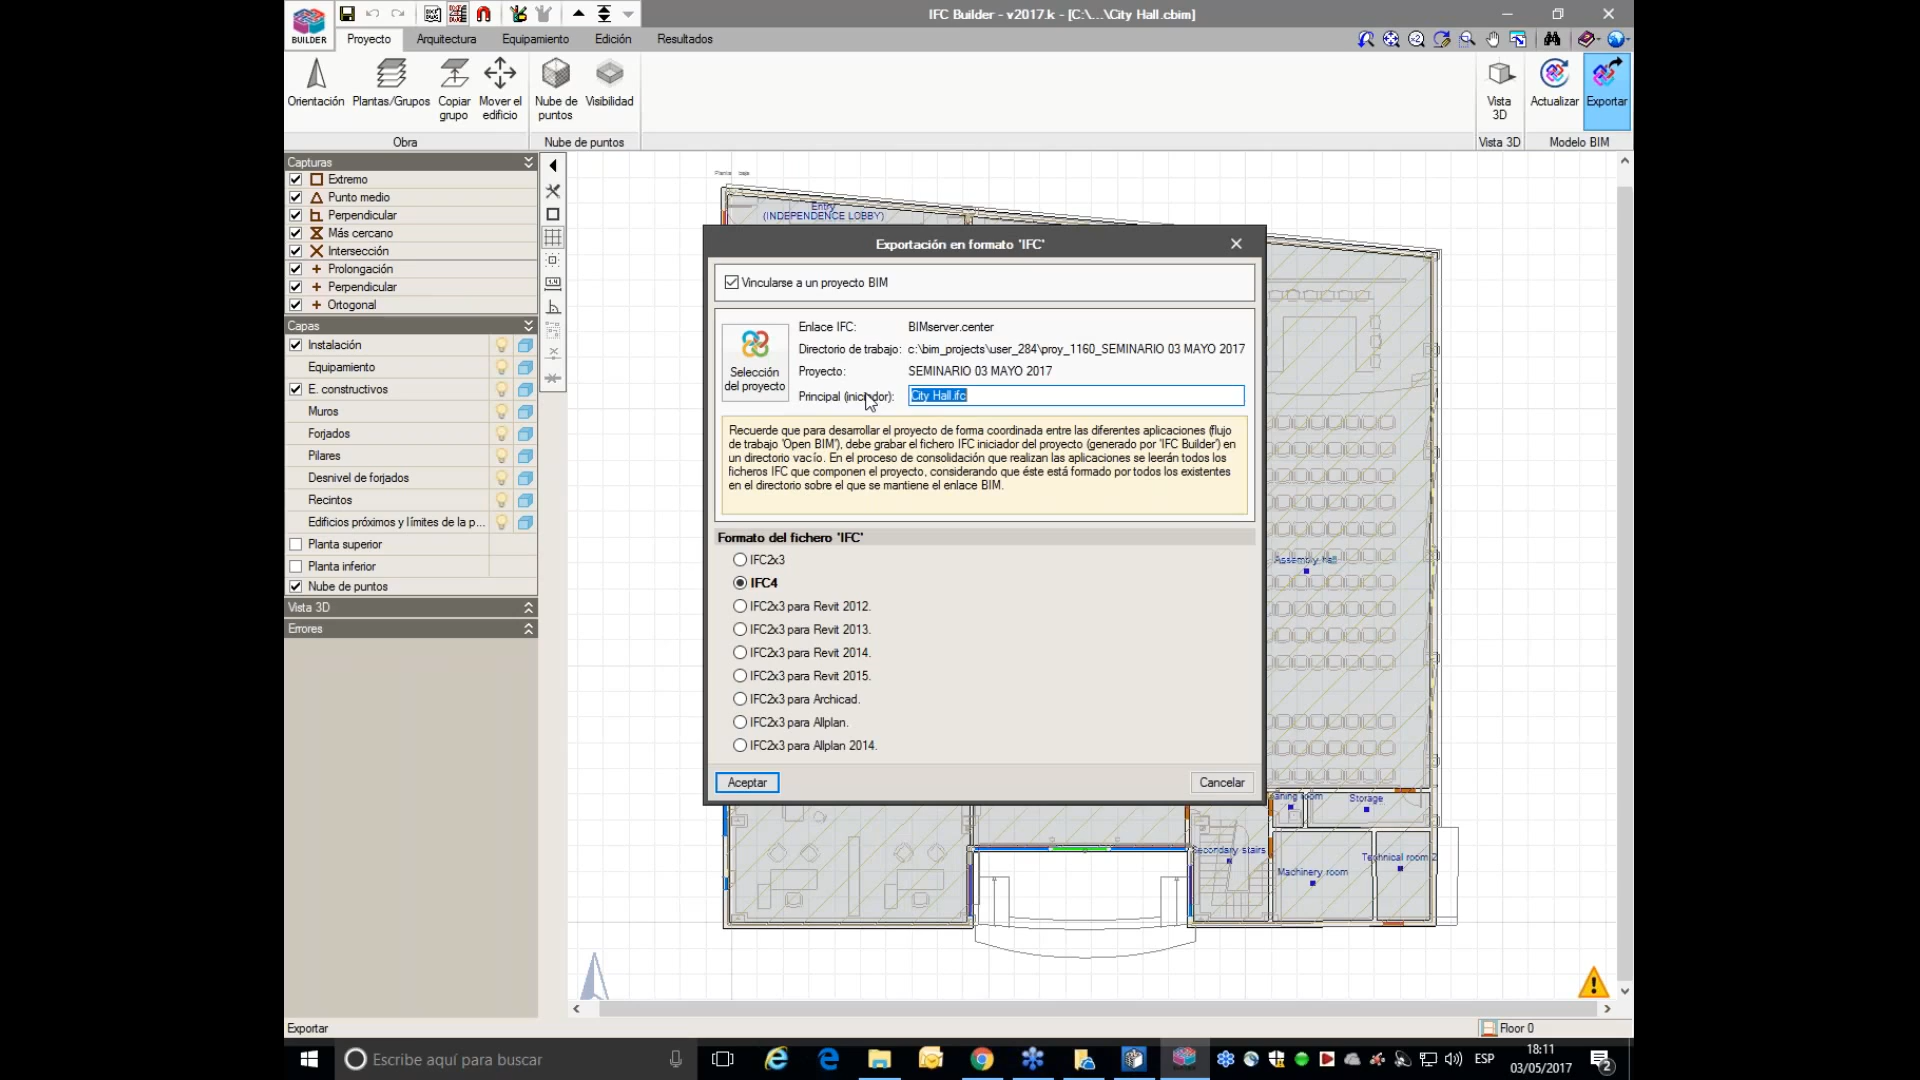 IFC Builder - v2017.k - [C:\...\City Hall.cbim]
BUILDER
Proyecto
Arquitectura
Equipamiento
Edición
Resultados
Orientación
Plantas/Grupos
Copiar grupo
Mover el edificio
Nube de puntos
Visibilidad
Vista 3D
Actualizar
Exportar
Obra
Nube de puntos
Vista 3D
Modelo BIM
Capturas
Extremo
Punto medio
Perpendicular
Más cercano
Intersección
Prolongación
Perpendicular
Ortogonal
Capas
Instalación
Equipamiento
E. constructivos
Muros
Forjados
Pilares
Desnivel de forjados
Recintos
Edificios próximos y límites de la p...
Planta superior
Planta inferior
Nube de puntos
Vista 3D
Errores
Planta baja
Entry
(INDEPENDENCE LOBBY)
Exportación en formato 'IFC'
Vincularse a un proyecto BIM
Selección del proyecto
Enlace IFC: BIMserver.center
Directorio de trabajo: c:\bim_projects\user_284\proy_1160_SEMINARIO 03 MAYO 2017
Proyecto: SEMINARIO 03 MAYO 2017
Principal (iniciador): City Hall.ifc
Recuerde que para desarrollar el proyecto de forma coordinada entre las diferentes aplicaciones (flujo
de trabajo 'Open BIM'), debe grabar el fichero IFC iniciador del proyecto (generado por 'IFC Builder') en
un directorio vacío. En el proceso de consolidación que realizan las aplicaciones se leerán todos los
ficheros IFC que componen el proyecto, considerando que éste está formado por todos los existentes
en el directorio sobre el que se mantiene el enlace BIM.
Formato del fichero 'IFC'
IFC2x3
IFC4
IFC2x3 para Revit 2012.
IFC2x3 para Revit 2013.
IFC2x3 para Revit 2014.
IFC2x3 para Revit 2015.
IFC2x3 para Archicad.
IFC2x3 para Allplan.
IFC2x3 para Allplan 2014.
Aceptar
Cancelar
Assembly hall
Storage
Machinery room
Technical room 2
Exportar
Floor 0
Escribe aquí para buscar
ESP
18:11
03/05/2017
2